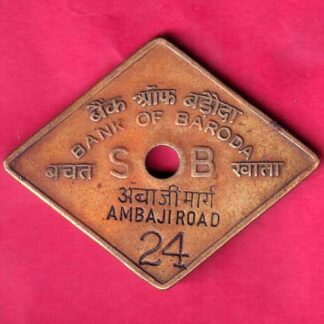 बैंक ऑफ बड़ौदा
BANK OF BARODA
बचत S B खाता
अंबाजी मार्ग
AMBAJI ROAD
24